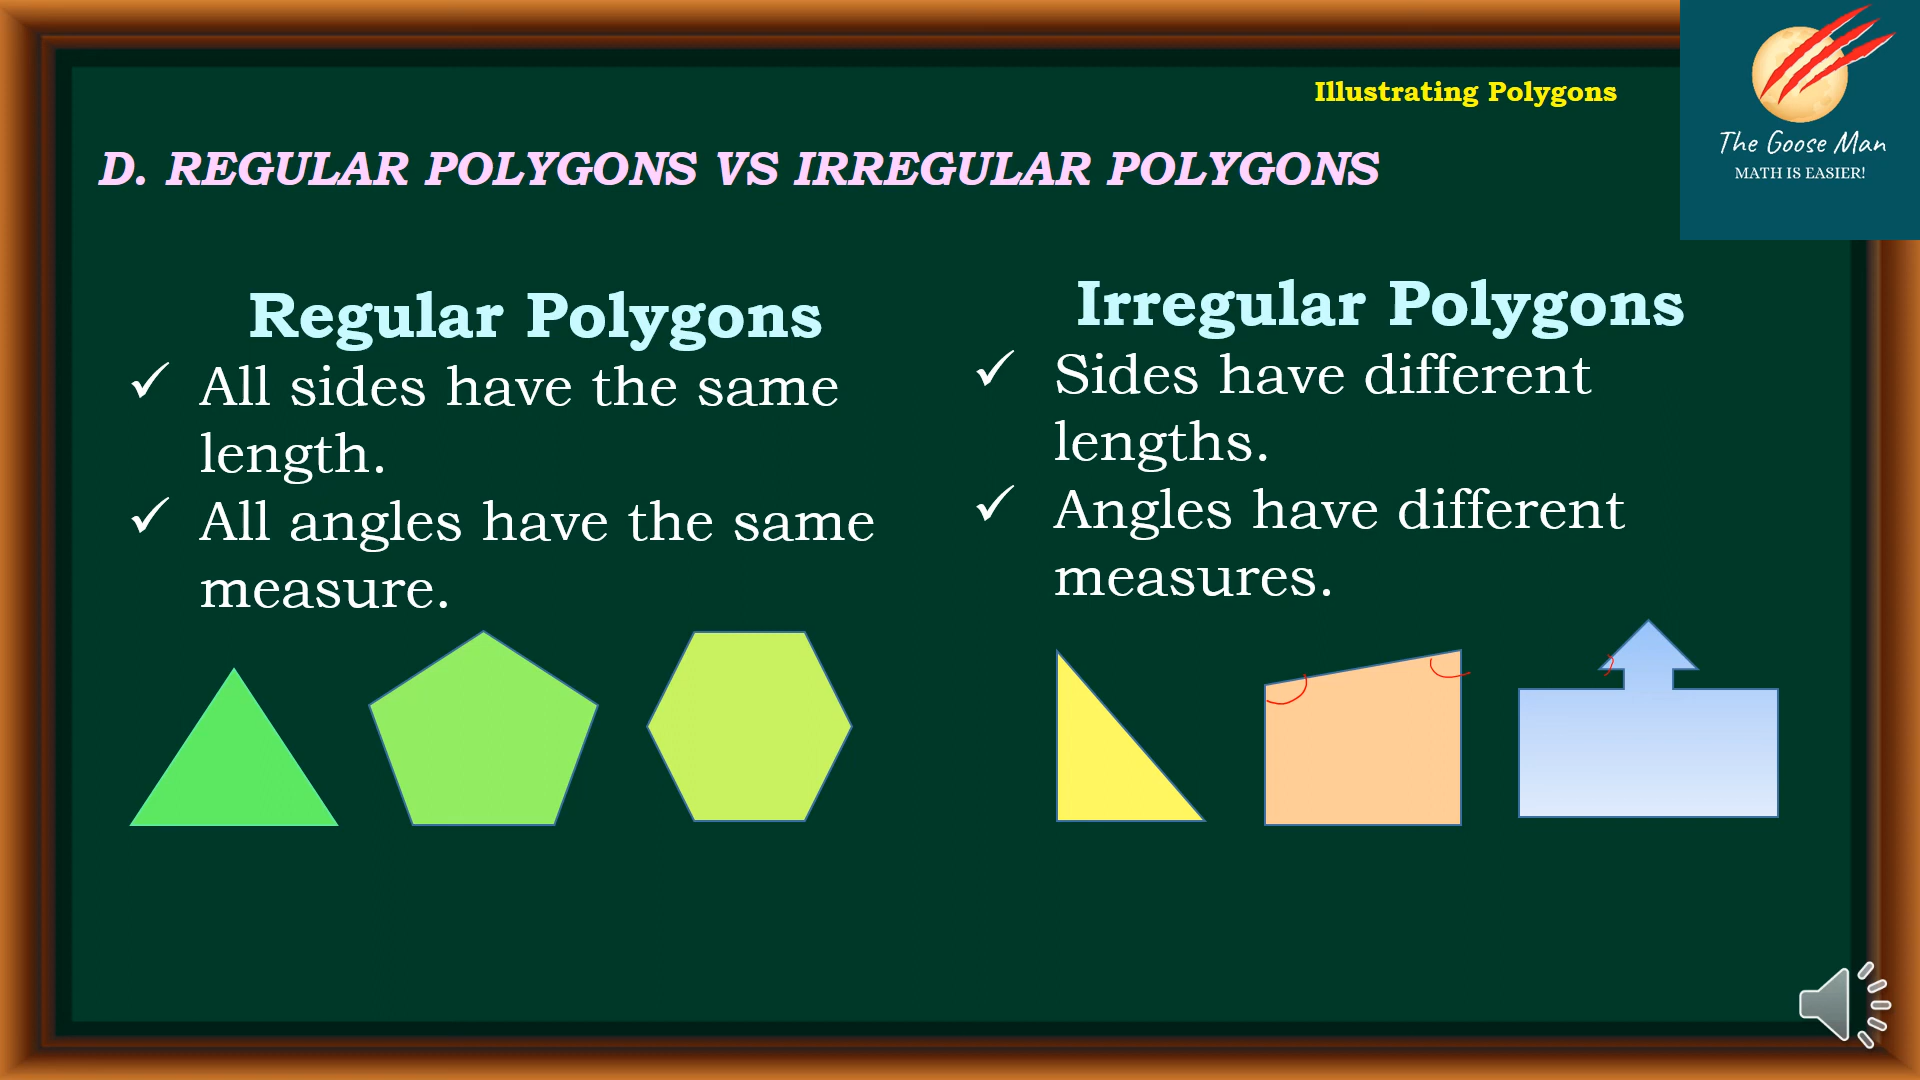 Illustrating Polygons
The Goose Man
MATH IS EASIER!
D. REGULAR POLYGONS VS IRREGULAR POLYGONS
Regular Polygons
✓ All sides have the same
length.
✓ All angles have the same
measure.
Irregular Polygons
✓ Sides have different
lengths.
✓ Angles have different
measures.